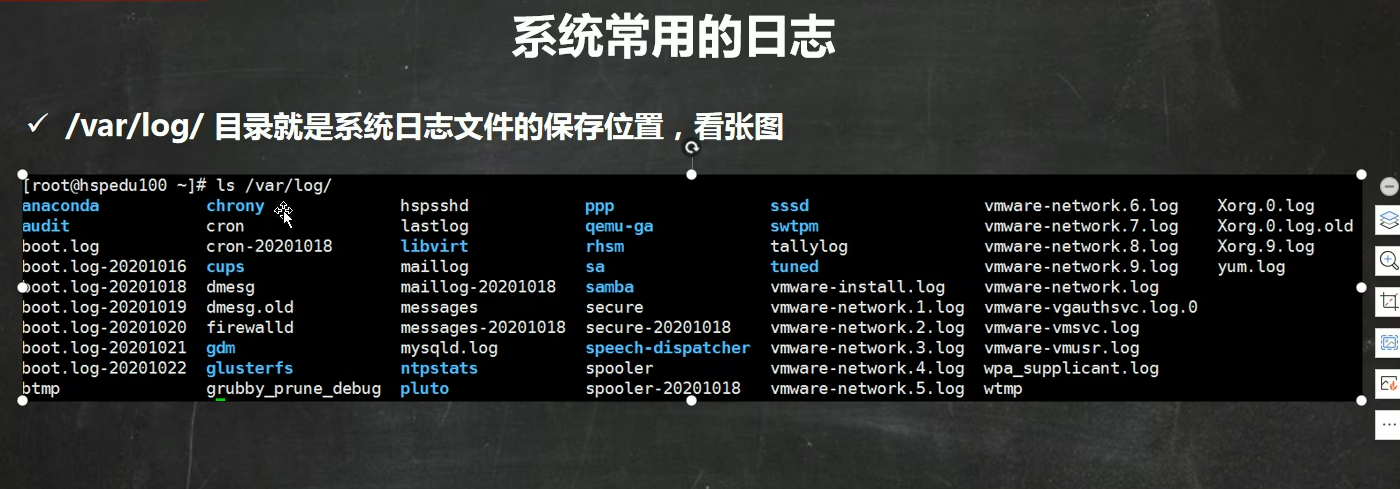 系统常用的日志
✓ /var/log/ 目录就是系统日志文件的保存位置，看张图
[root@hspedu100 ~]# ls /var/log/
anaconda chrony hspsshd ppp sssd vmware-network.6.log Xorg.0.log
audit cron lastlog qemu-ga swtpm vmware-network.7.log Xorg.0.log.old
boot.log cron-20201018 libvirt rhsm tallylog vmware-network.8.log Xorg.9.log
boot.log-20201016 cups maillog sa tuned vmware-network.9.log yum.log
boot.log-20201018 dmesg maillog-20201018 samba vmware-install.log vmware-network.log
boot.log-20201019 dmesg.old messages secure vmware-network.1.log vmware-vgauthsvc.log.0
boot.log-20201020 firewalld messages-20201018 secure-20201018 vmware-network.2.log vmware-vmsvc.log
boot.log-20201021 gdm mysqld.log speech-dispatcher vmware-network.3.log vmware-vmusr.log
boot.log-20201022 glusterfs ntpstats spooler vmware-network.4.log wpa_supplicant.log
btmp grubby_prune_debug pluto spooler-20201018 vmware-network.5.log wtmp